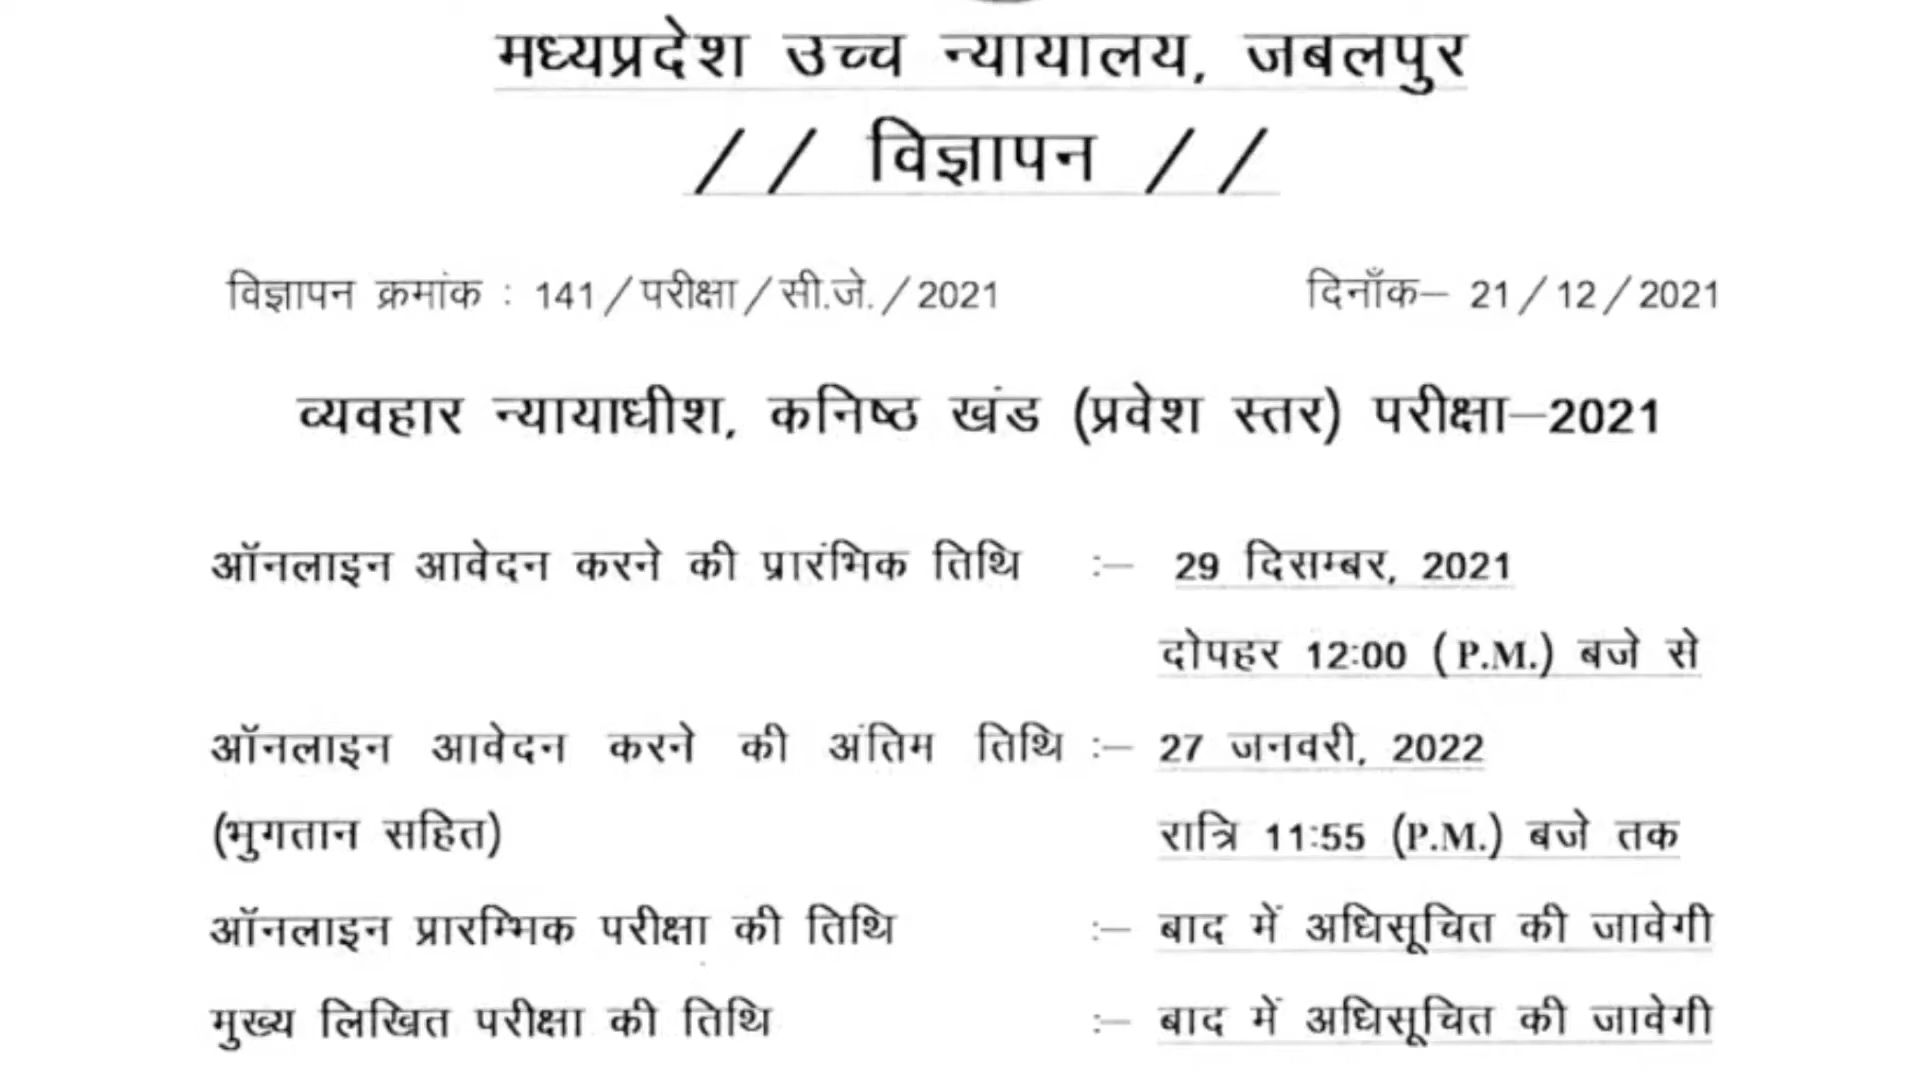 मध्यप्रदेश उच्च न्यायालय, जबलपुर
// विज्ञापन //
विज्ञापन क्रमांक : 141/परीक्षा/सी.जे./2021 दिनाँक– 21/12/2021
व्यवहार न्यायाधीश, कनिष्ठ खंड (प्रवेश स्तर) परीक्षा–2021
ऑनलाइन आवेदन करने की प्रारंभिक तिथि :– 29 दिसम्बर, 2021
दोपहर 12:00 (P.M.) बजे से
ऑनलाइन आवेदन करने की अंतिम तिथि :– 27 जनवरी, 2022
(भुगतान सहित) रात्रि 11:55 (P.M.) बजे तक
ऑनलाइन प्रारम्भिक परीक्षा की तिथि :– बाद में अधिसूचित की जावेगी
मुख्य लिखित परीक्षा की तिथि :– बाद में अधिसूचित की जावेगी